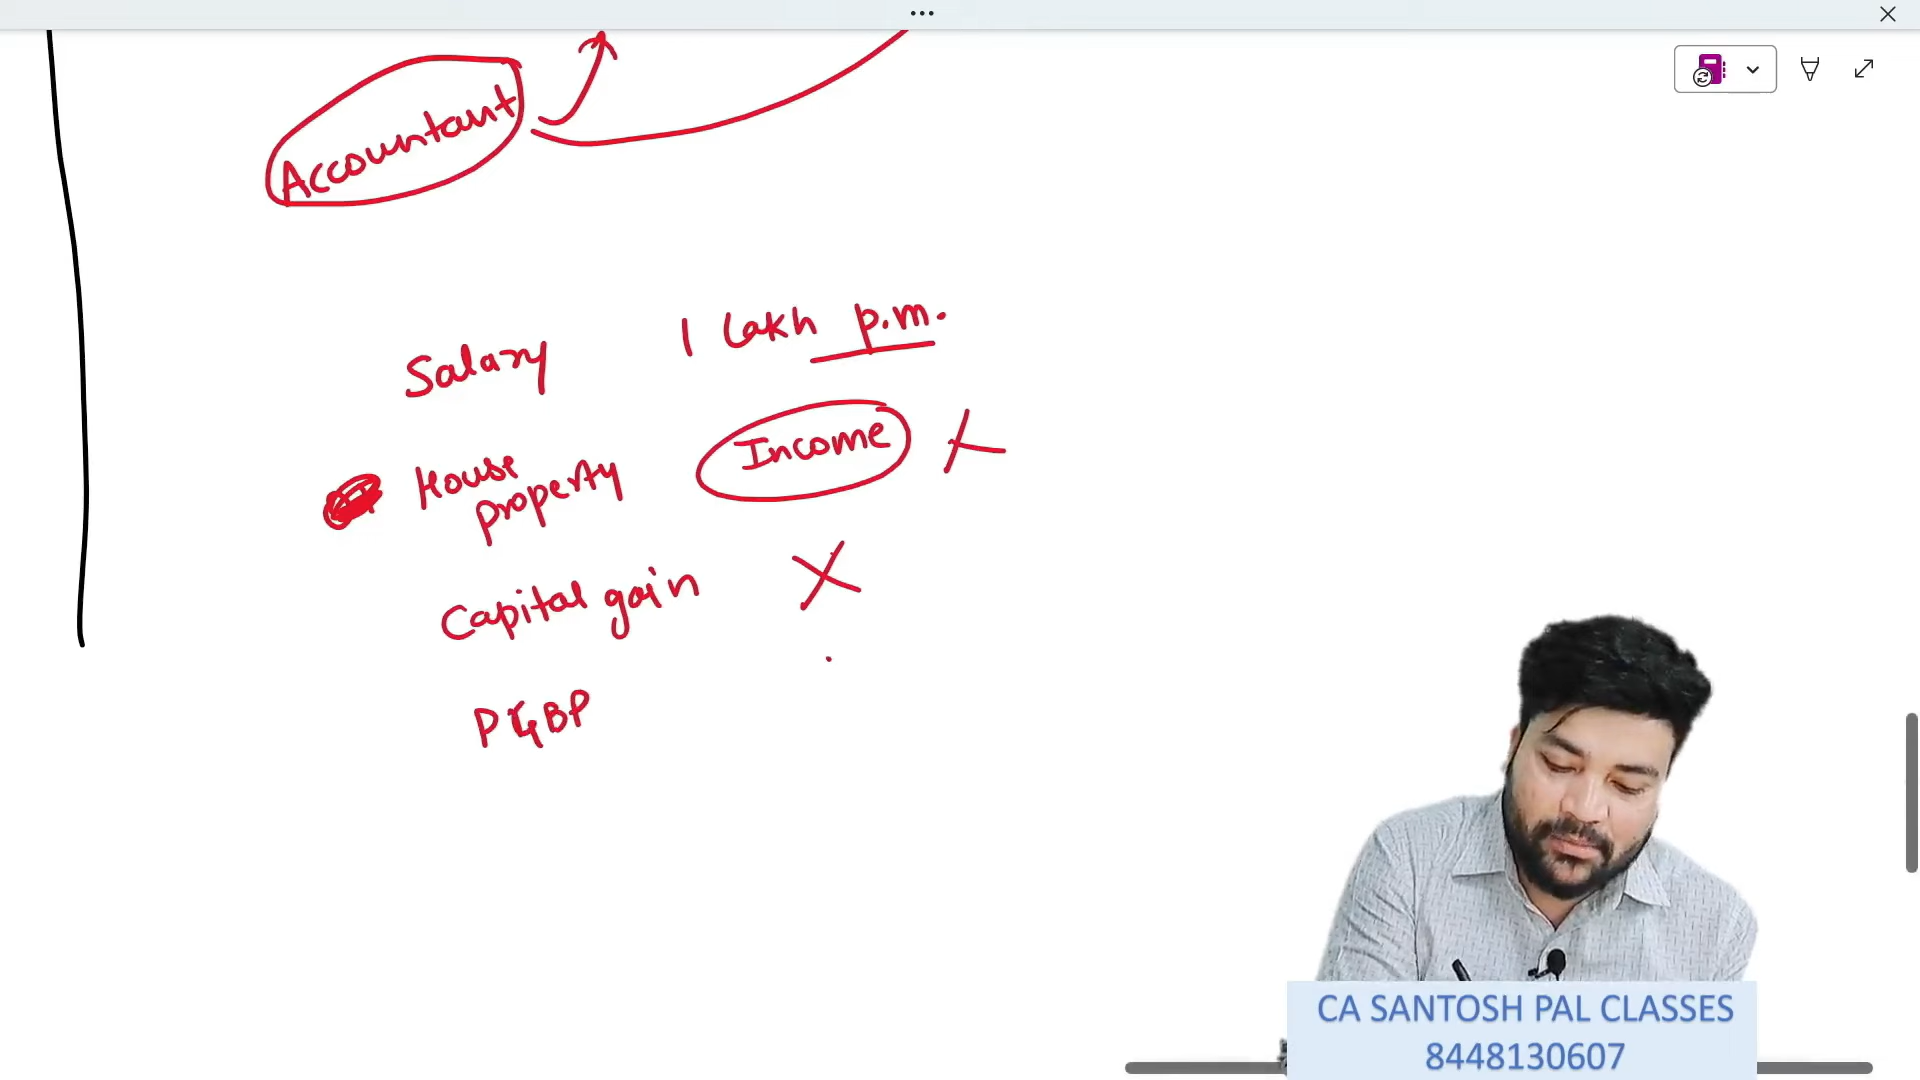 Accountant
Salary 1 Lakh p.m.
House property Income X
Capital gain X
PGBP
CA SANTOSH PAL CLASSES
8448130607